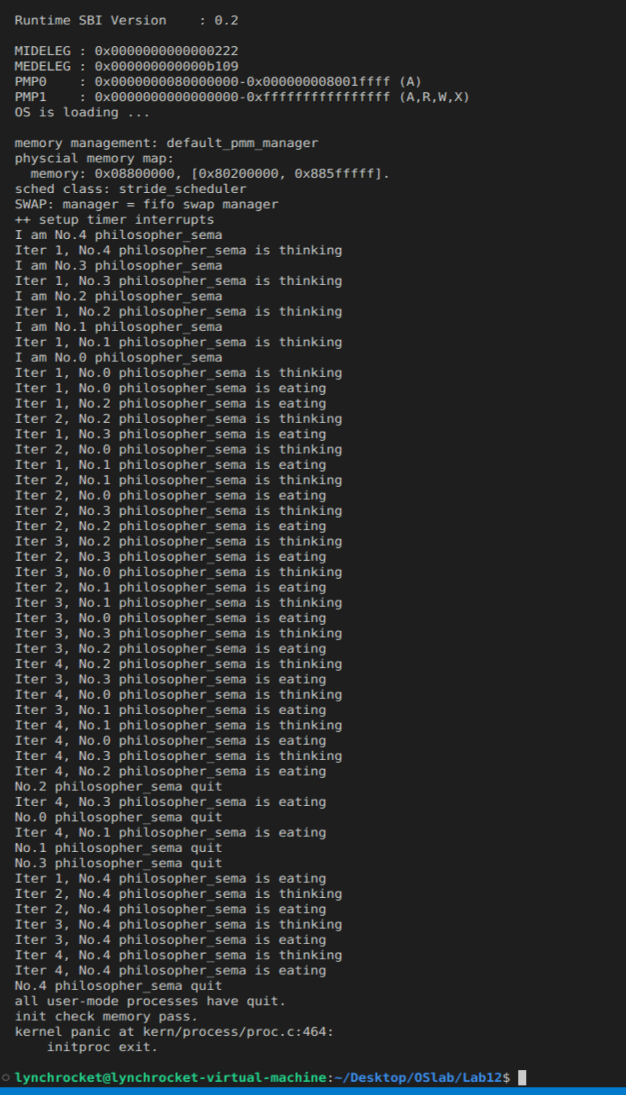 Runtime SBI Version    : 0.2
MIDELEG : 0x0000000000000222
MEDELEG : 0x000000000000b109
PMP0    : 0x0000000080000000-0x000000008001ffff (A)
PMP1    : 0x0000000000000000-0xffffffffffffffff (A,R,W,X)
OS is loading ...
memory management: default_pmm_manager
physcial memory map:
  memory: 0x08800000, [0x80200000, 0x885fffff].
sched class: stride_scheduler
SWAP: manager = fifo swap manager
++ setup timer interrupts
I am No.4 philosopher_sema
Iter 1, No.4 philosopher_sema is thinking
I am No.3 philosopher_sema
Iter 1, No.3 philosopher_sema is thinking
I am No.2 philosopher_sema
Iter 1, No.2 philosopher_sema is thinking
I am No.1 philosopher_sema
Iter 1, No.1 philosopher_sema is thinking
I am No.0 philosopher_sema
Iter 1, No.0 philosopher_sema is thinking
Iter 1, No.0 philosopher_sema is eating
Iter 1, No.2 philosopher_sema is eating
Iter 2, No.2 philosopher_sema is thinking
Iter 1, No.3 philosopher_sema is eating
Iter 2, No.0 philosopher_sema is thinking
Iter 1, No.1 philosopher_sema is eating
Iter 2, No.1 philosopher_sema is thinking
Iter 2, No.0 philosopher_sema is eating
Iter 2, No.3 philosopher_sema is thinking
Iter 2, No.2 philosopher_sema is eating
Iter 3, No.2 philosopher_sema is thinking
Iter 2, No.3 philosopher_sema is eating
Iter 3, No.0 philosopher_sema is thinking
Iter 2, No.1 philosopher_sema is eating
Iter 3, No.1 philosopher_sema is thinking
Iter 3, No.0 philosopher_sema is eating
Iter 3, No.3 philosopher_sema is thinking
Iter 3, No.2 philosopher_sema is eating
Iter 4, No.2 philosopher_sema is thinking
Iter 3, No.3 philosopher_sema is eating
Iter 4, No.0 philosopher_sema is thinking
Iter 3, No.1 philosopher_sema is eating
Iter 4, No.1 philosopher_sema is thinking
Iter 4, No.0 philosopher_sema is eating
Iter 4, No.3 philosopher_sema is thinking
Iter 4, No.2 philosopher_sema is eating
No.2 philosopher_sema quit
Iter 4, No.3 philosopher_sema is eating
No.0 philosopher_sema quit
Iter 4, No.1 philosopher_sema is eating
No.1 philosopher_sema quit
No.3 philosopher_sema quit
Iter 1, No.4 philosopher_sema is eating
Iter 2, No.4 philosopher_sema is thinking
Iter 2, No.4 philosopher_sema is eating
Iter 3, No.4 philosopher_sema is thinking
Iter 3, No.4 philosopher_sema is eating
Iter 4, No.4 philosopher_sema is thinking
Iter 4, No.4 philosopher_sema is eating
No.4 philosopher_sema quit
all user-mode processes have quit.
init check memory pass.
kernel panic at kern/process/proc.c:464:
    initproc exit.
lynchrocket@lynchrocket-virtual-machine:~/Desktop/OSlab/Lab12$